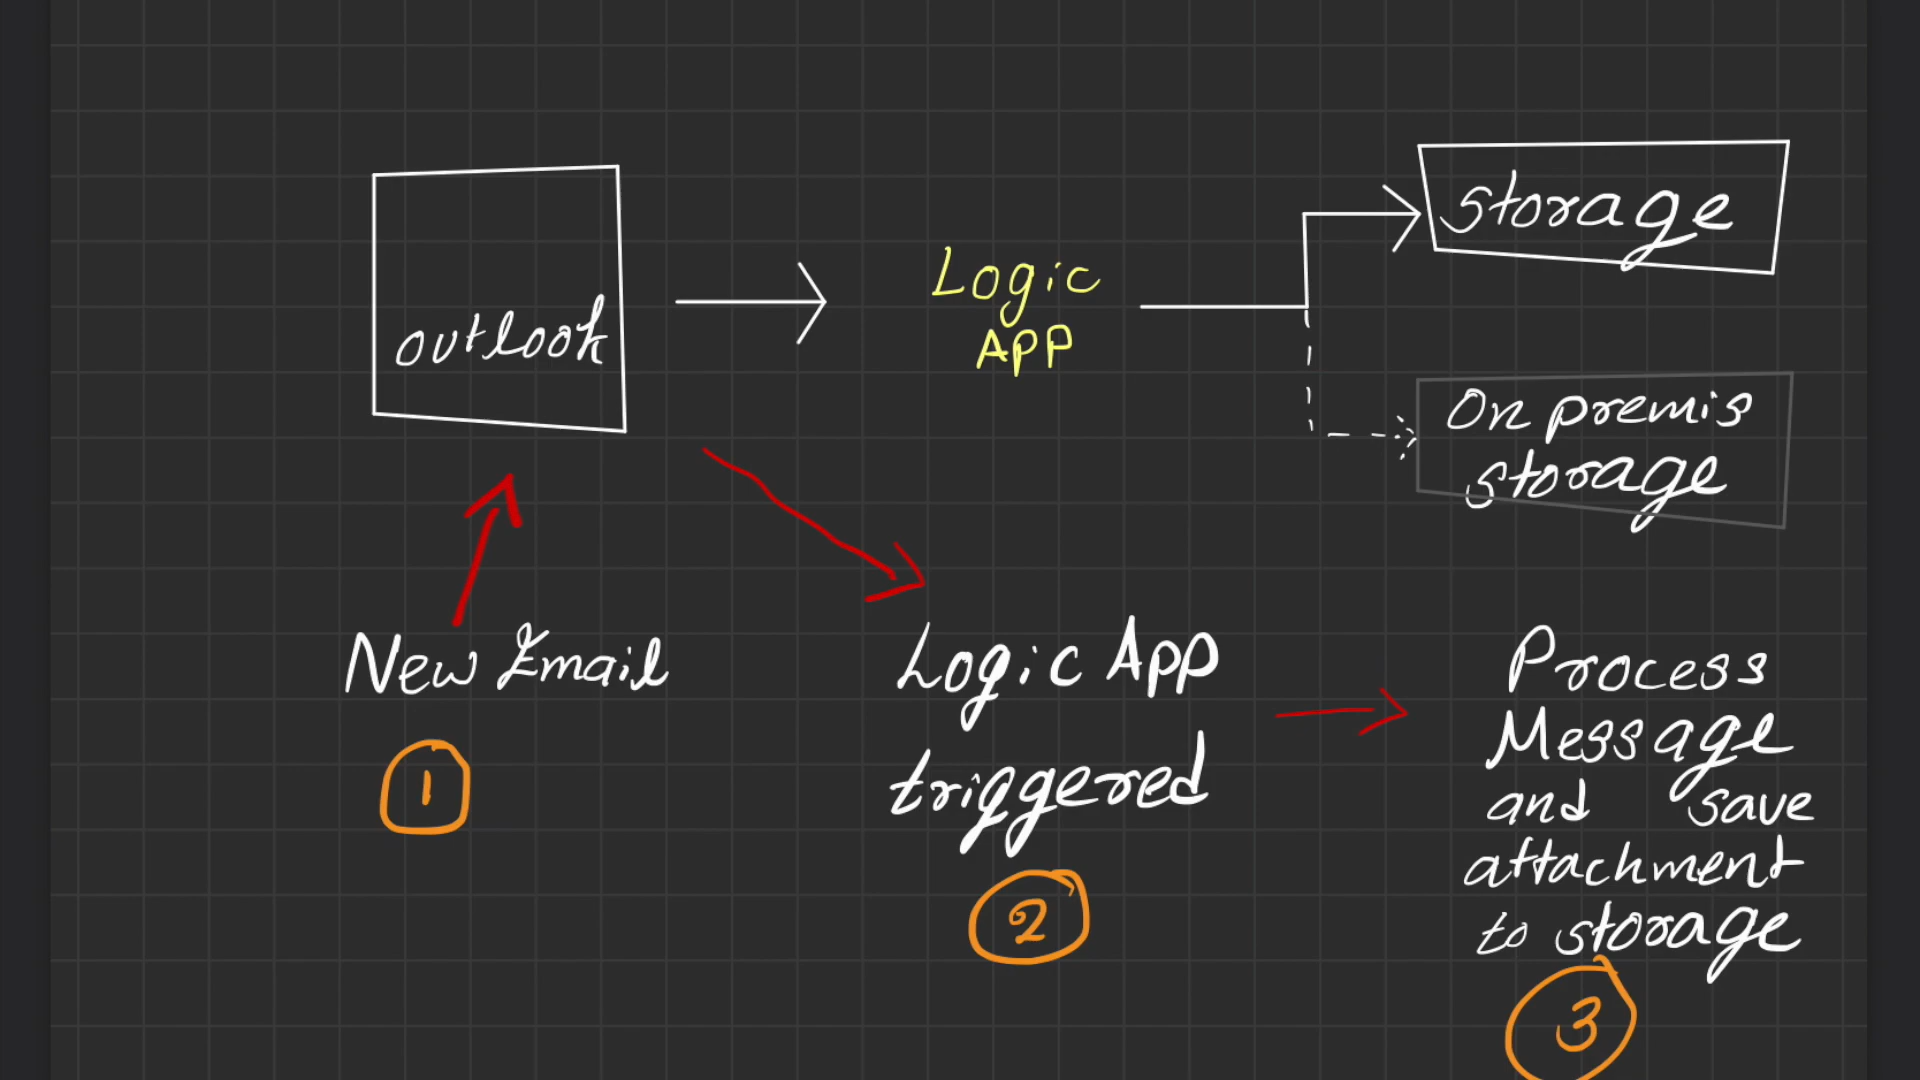 outlook
Logic
APP
storage
On premis
storage
New Email
1
Logic App
triggered
2
Process
Message
and save
attachment
to storage
3